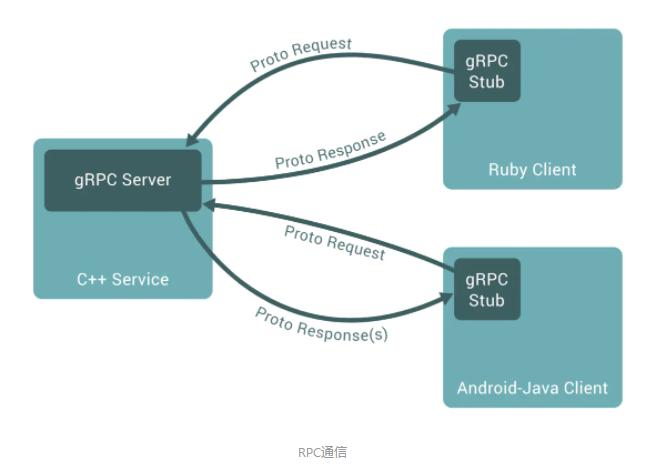 Proto Request
gRPC
Stub
Proto Response
Ruby Client
gRPC Server
C++ Service
Proto Request
gRPC
Stub
Proto Response(s)
Android-Java Client
RPC通信